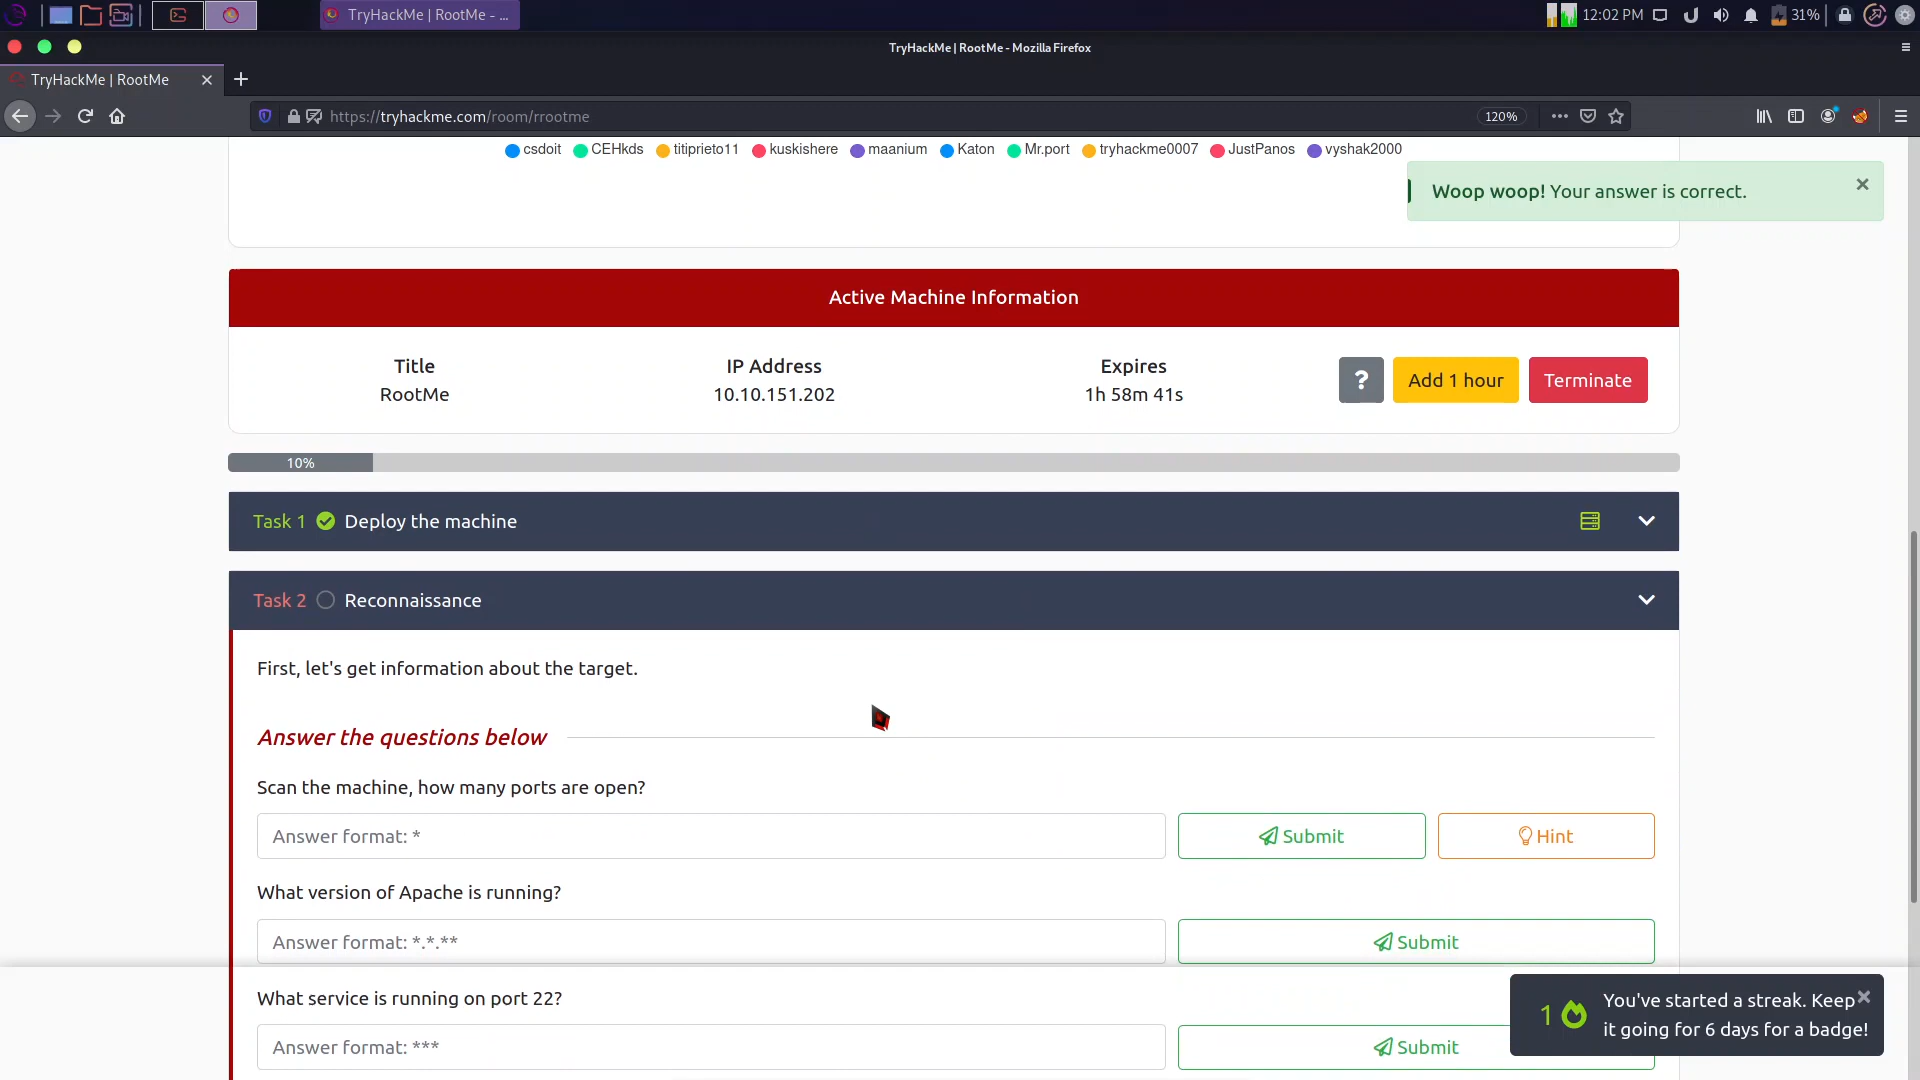 TryHackMe | RootMe - ...
12:02 PM
31%
TryHackMe | RootMe - Mozilla Firefox
TryHackMe | RootMe
https://tryhackme.com/room/rrootme
120%
csdoit CEHkds titiprieto11 kuskishere maanium Katon Mr.port tryhackme0007 JustPanos vyshak2000
Woop woop! Your answer is correct.
Active Machine Information
Title IP Address Expires
RootMe 10.10.151.202 1h 58m 41s
? Add 1 hour Terminate
10%
Task 1 Deploy the machine
Task 2 Reconnaissance
First, let's get information about the target.
Answer the questions below
Scan the machine, how many ports are open?
Answer format: * Submit Hint
What version of Apache is running?
Answer format: *.*.** Submit
What service is running on port 22?
Answer format: *** Submit
1 You've started a streak. Keep
it going for 6 days for a badge!